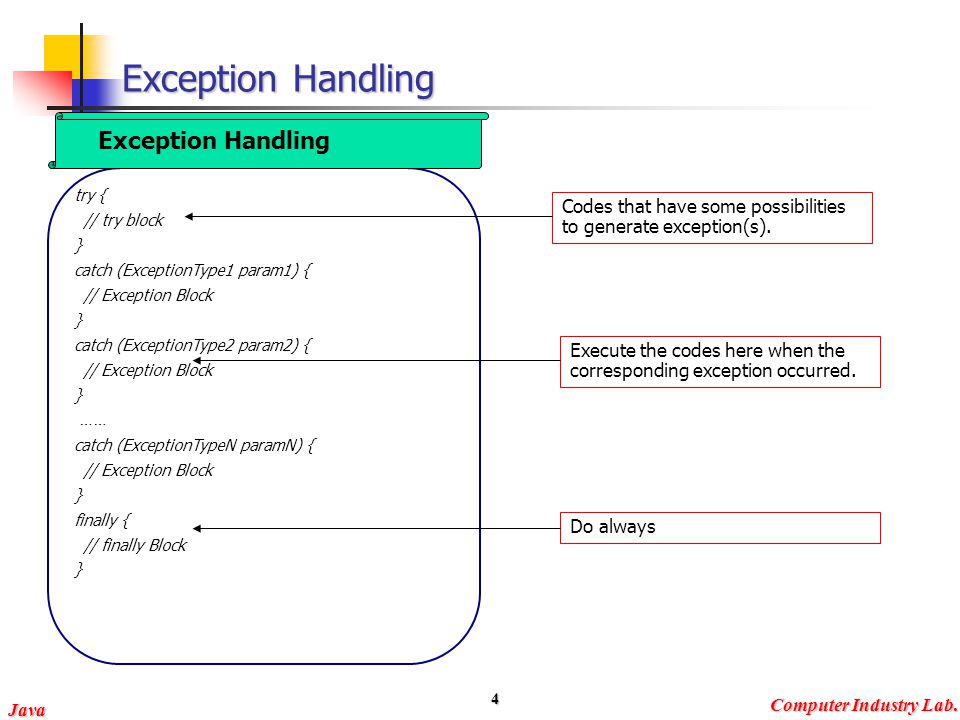 Exception Handling
Exception Handling
try {
// try block
}
catch (ExceptionType1 param1) {
// Exception Block
}
catch (ExceptionType2 param2) {
// Exception Block
}
……
catch (ExceptionTypeN paramN) {
// Exception Block
}
finally {
// finally Block
}
Codes that have some possibilities
to generate exception(s).
Execute the codes here when the
corresponding exception occurred.
Do always
Java
4
Computer Industry Lab.